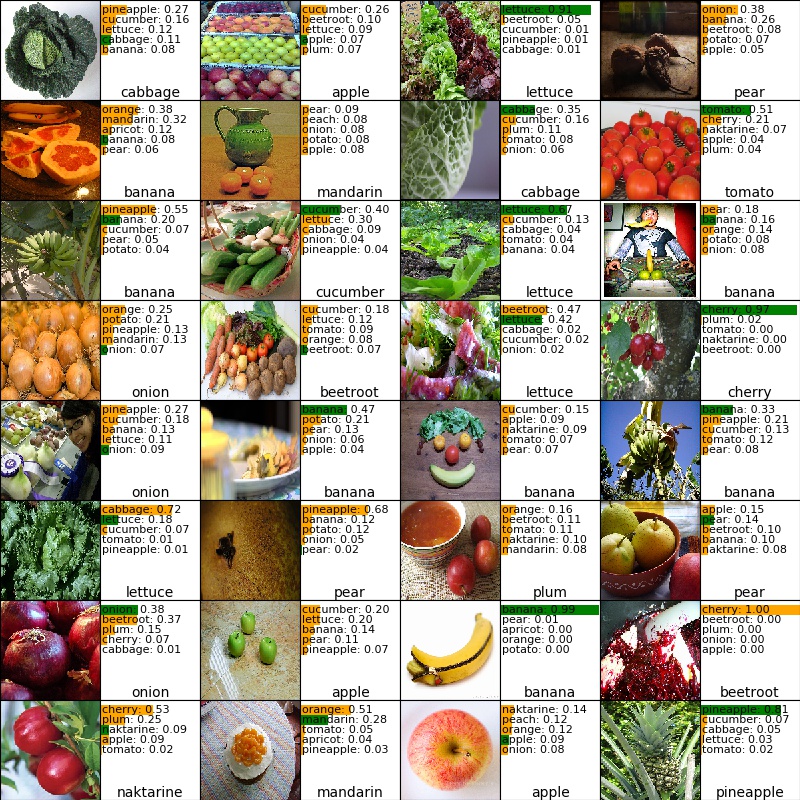 pineapple: 0.27
cucumber: 0.16
lettuce: 0.12
cabbage: 0.11
banana: 0.08
cabbage
cucumber: 0.26
beetroot: 0.10
lettuce: 0.09
apple: 0.07
plum: 0.07
apple
lettuce: 0.91
beetroot: 0.05
cucumber: 0.01
pineapple: 0.01
cabbage: 0.01
lettuce
onion: 0.38
banana: 0.26
beetroot: 0.08
potato: 0.07
apple: 0.05
pear
orange: 0.38
mandarin: 0.32
apricot: 0.12
banana: 0.08
pear: 0.06
banana
pear: 0.09
peach: 0.08
onion: 0.08
potato: 0.08
apple: 0.08
mandarin
cabbage: 0.35
cucumber: 0.16
plum: 0.11
tomato: 0.08
onion: 0.06
cabbage
tomato: 0.51
cherry: 0.21
naktarine: 0.07
apple: 0.04
plum: 0.04
tomato
pineapple: 0.55
banana: 0.20
cucumber: 0.07
pear: 0.05
potato: 0.04
banana
cucumber: 0.40
lettuce: 0.30
cabbage: 0.09
onion: 0.04
pineapple: 0.04
cucumber
lettuce: 0.67
cucumber: 0.13
cabbage: 0.04
tomato: 0.04
banana: 0.04
lettuce
pear: 0.18
banana: 0.16
orange: 0.14
potato: 0.08
onion: 0.08
banana
orange: 0.25
potato: 0.21
pineapple: 0.13
mandarin: 0.13
onion: 0.07
onion
cucumber: 0.18
lettuce: 0.12
tomato: 0.09
orange: 0.08
beetroot: 0.07
beetroot
beetroot: 0.47
lettuce: 0.42
cabbage: 0.02
cucumber: 0.02
onion: 0.02
lettuce
cherry: 0.97
plum: 0.02
tomato: 0.00
naktarine: 0.00
beetroot: 0.00
cherry
pineapple: 0.27
cucumber: 0.18
banana: 0.13
lettuce: 0.11
onion: 0.09
onion
banana: 0.47
potato: 0.21
pear: 0.13
onion: 0.06
apple: 0.04
banana
cucumber: 0.15
apple: 0.09
naktarine: 0.09
tomato: 0.07
pear: 0.07
banana
banana: 0.33
pineapple: 0.21
cucumber: 0.13
tomato: 0.12
pear: 0.08
banana
cabbage: 0.72
lettuce: 0.18
cucumber: 0.07
tomato: 0.01
pineapple: 0.01
lettuce
pineapple: 0.68
banana: 0.12
potato: 0.12
onion: 0.05
pear: 0.02
pear
orange: 0.16
beetroot: 0.11
tomato: 0.11
naktarine: 0.10
mandarin: 0.08
plum
apple: 0.15
pear: 0.14
beetroot: 0.10
banana: 0.10
naktarine: 0.08
pear
onion: 0.38
beetroot: 0.37
plum: 0.15
cherry: 0.07
cabbage: 0.01
onion
cucumber: 0.20
lettuce: 0.20
banana: 0.14
pear: 0.11
pineapple: 0.07
apple
banana: 0.99
pear: 0.01
apricot: 0.00
orange: 0.00
potato: 0.00
banana
cherry: 1.00
beetroot: 0.00
plum: 0.00
onion: 0.00
apple: 0.00
beetroot
cherry: 0.53
plum: 0.25
naktarine: 0.09
apple: 0.09
tomato: 0.02
naktarine
orange: 0.51
mandarin: 0.28
tomato: 0.05
apricot: 0.04
pineapple: 0.03
mandarin
naktarine: 0.14
peach: 0.12
orange: 0.12
apple: 0.09
onion: 0.08
apple
pineapple: 0.81
cucumber: 0.07
cabbage: 0.05
lettuce: 0.03
tomato: 0.02
pineapple